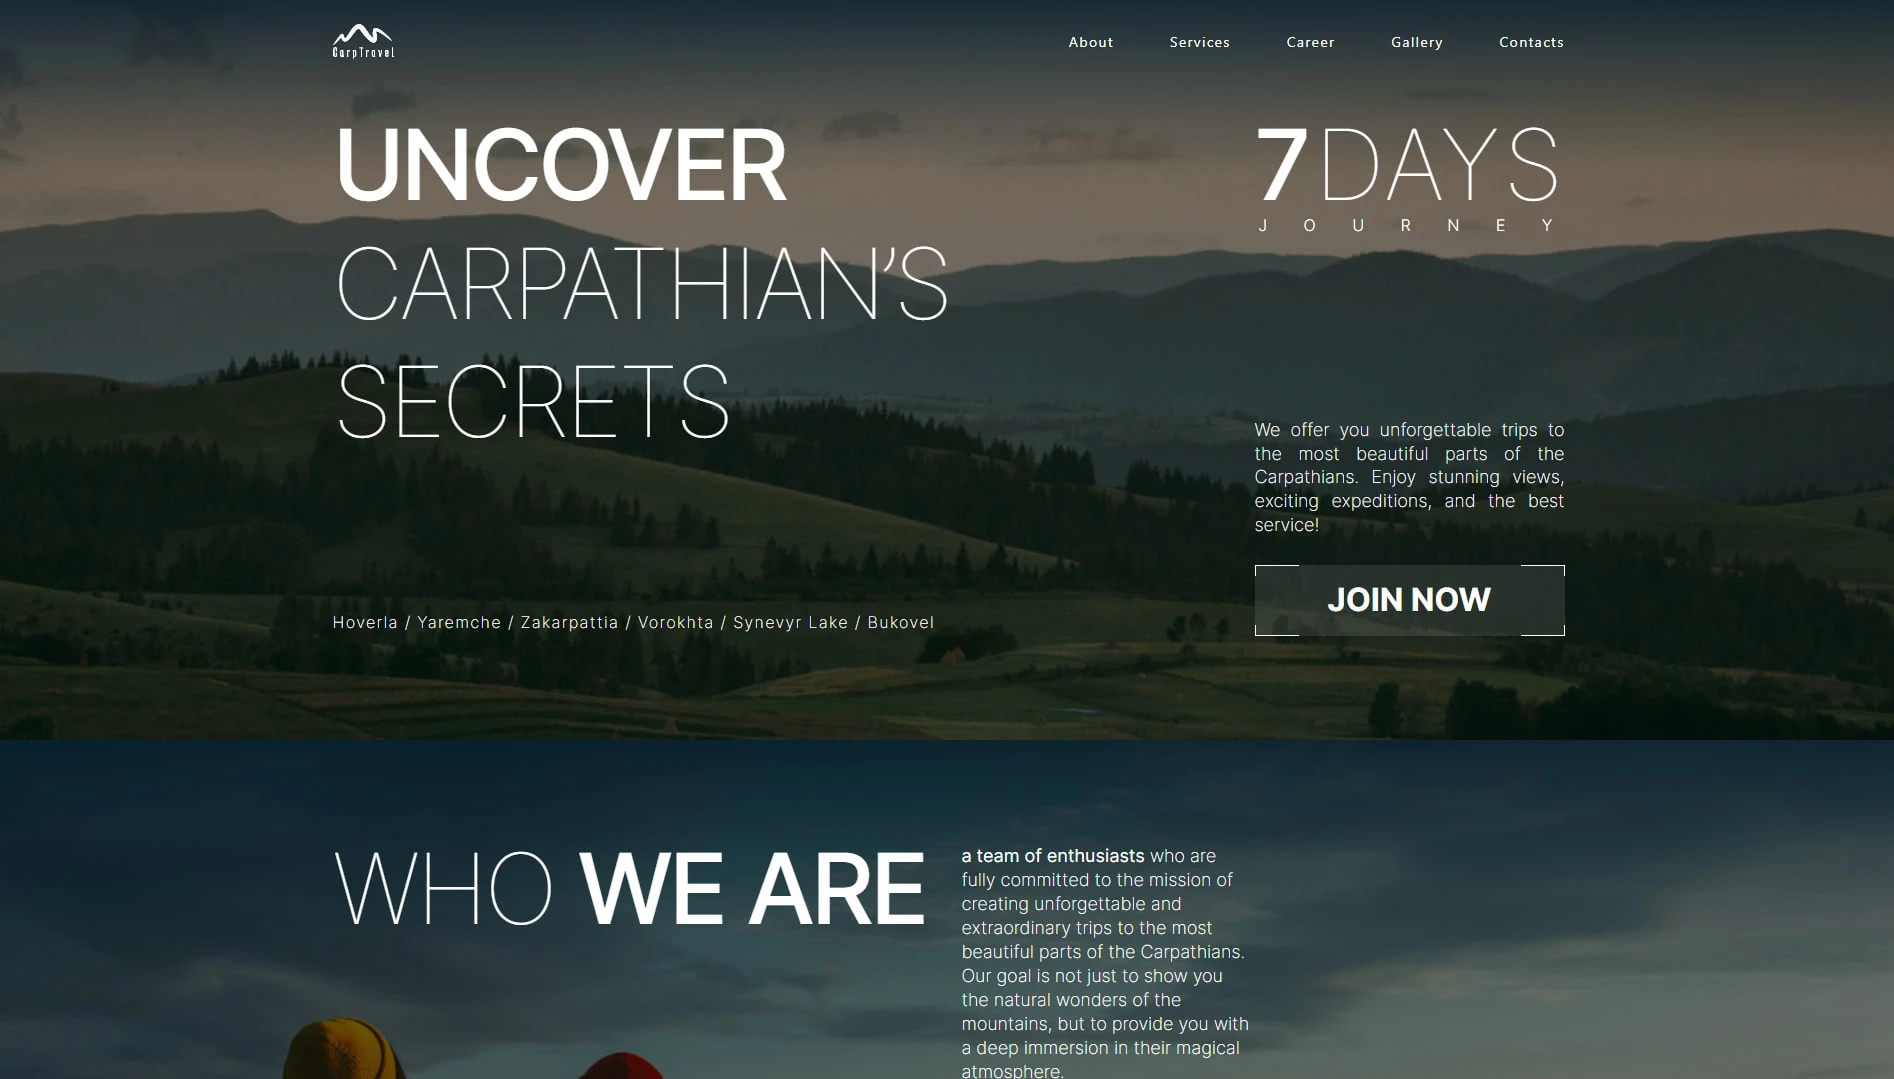 CarpTravel
About Services Career Gallery Contacts
UNCOVER
CARPATHIAN’S
SECRETS
7DAYS
JOURNEY
We offer you unforgettable trips to
the most beautiful parts of the
Carpathians. Enjoy stunning views,
exciting expeditions, and the best
service!
JOIN NOW
Hoverla / Yaremche / Zakarpattia / Vorokhta / Synevyr Lake / Bukovel
WHO WE ARE
a team of enthusiasts who are
fully committed to the mission of
creating unforgettable and
extraordinary trips to the most
beautiful parts of the Carpathians.
Our goal is not just to show you
the natural wonders of the
mountains, but to provide you with
a deep immersion in their magical
atmosphere.